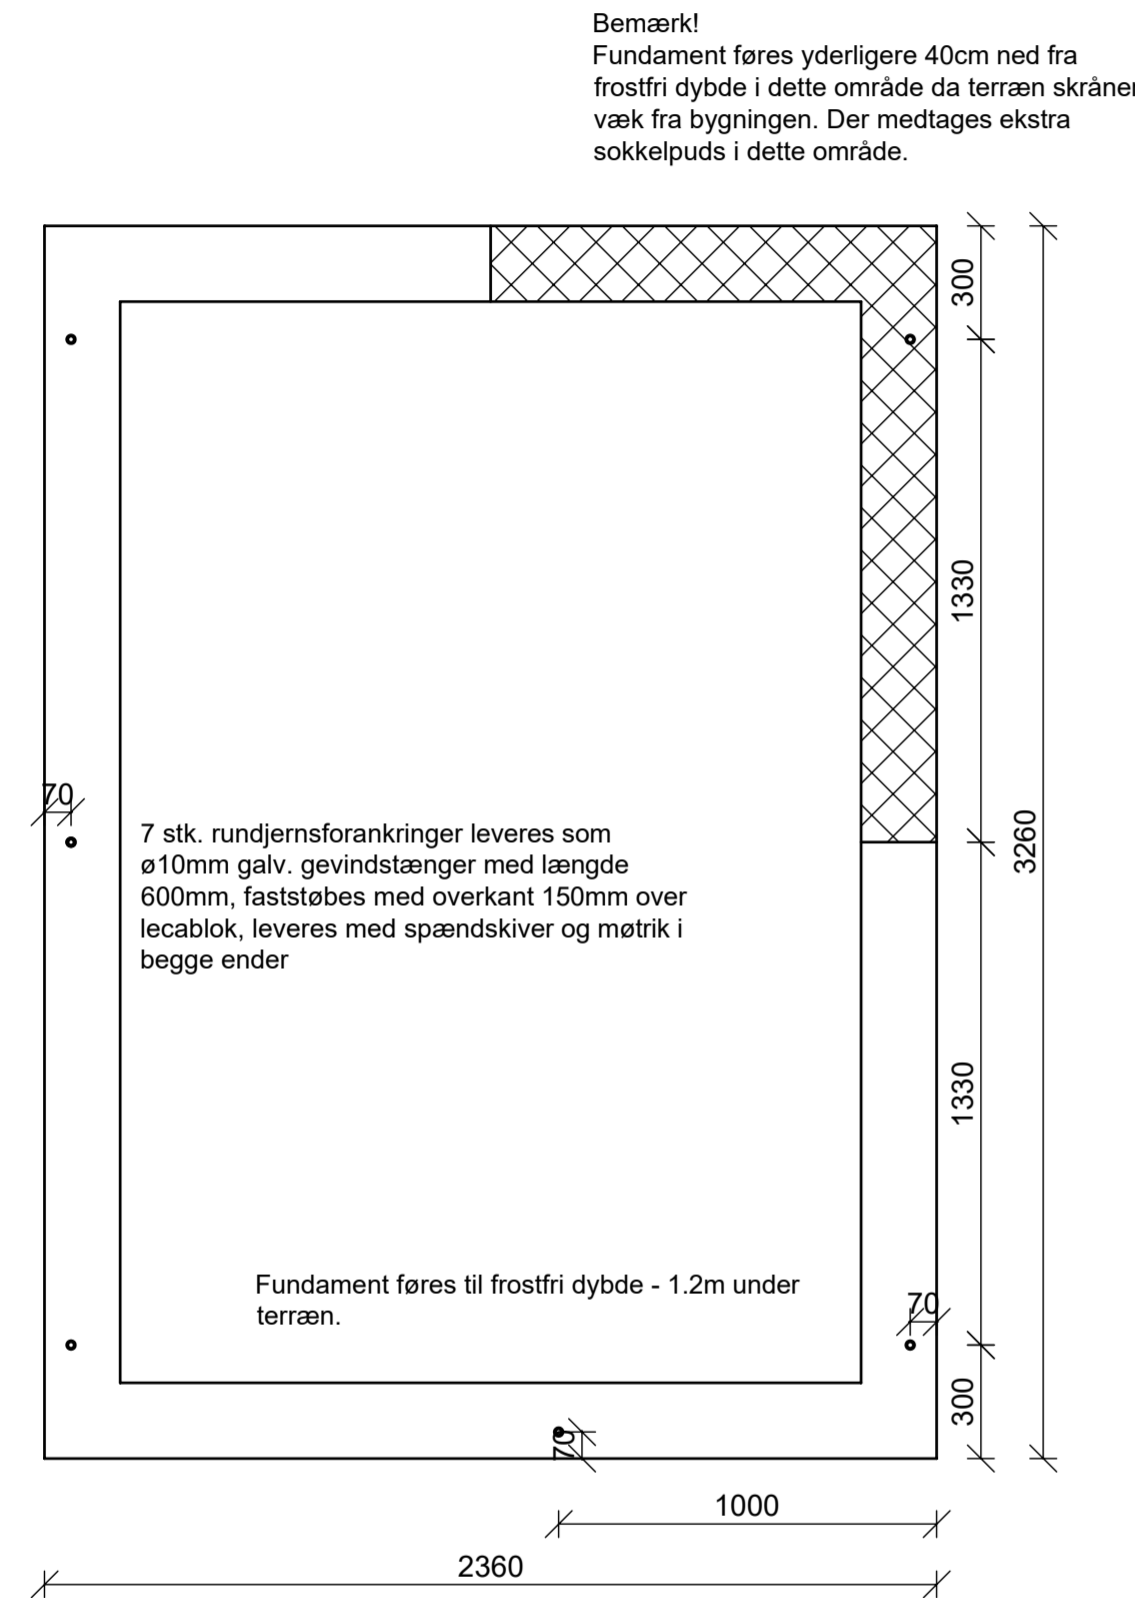 Bemærk!
Fundament føres yderligere 40cm ned fra
frostfri dybde i dette område da terræn skråner
væk fra bygningen. Der medtages ekstra
sokkelpuds i dette område.
300
1330
70
3260
7 stk. rundjernsforankringer leveres som
ø10mm galv. gevindstænger med længde
600mm, faststøbes med overkant 150mm over
lecablok, leveres med spændskiver og møtrik i
begge ender
1330
Fundament føres til frostfri dybde - 1.2m under
terræn.
70
300
70
1000
2360